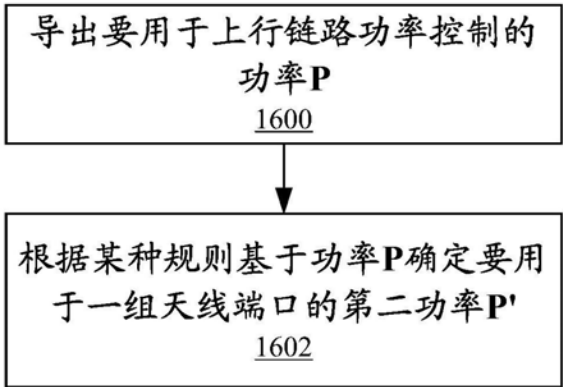 导出要用于上行链路功率控制的
功率P
1600
根据某种规则基于功率P确定要用
于一组天线端口的第二功率P'
1602